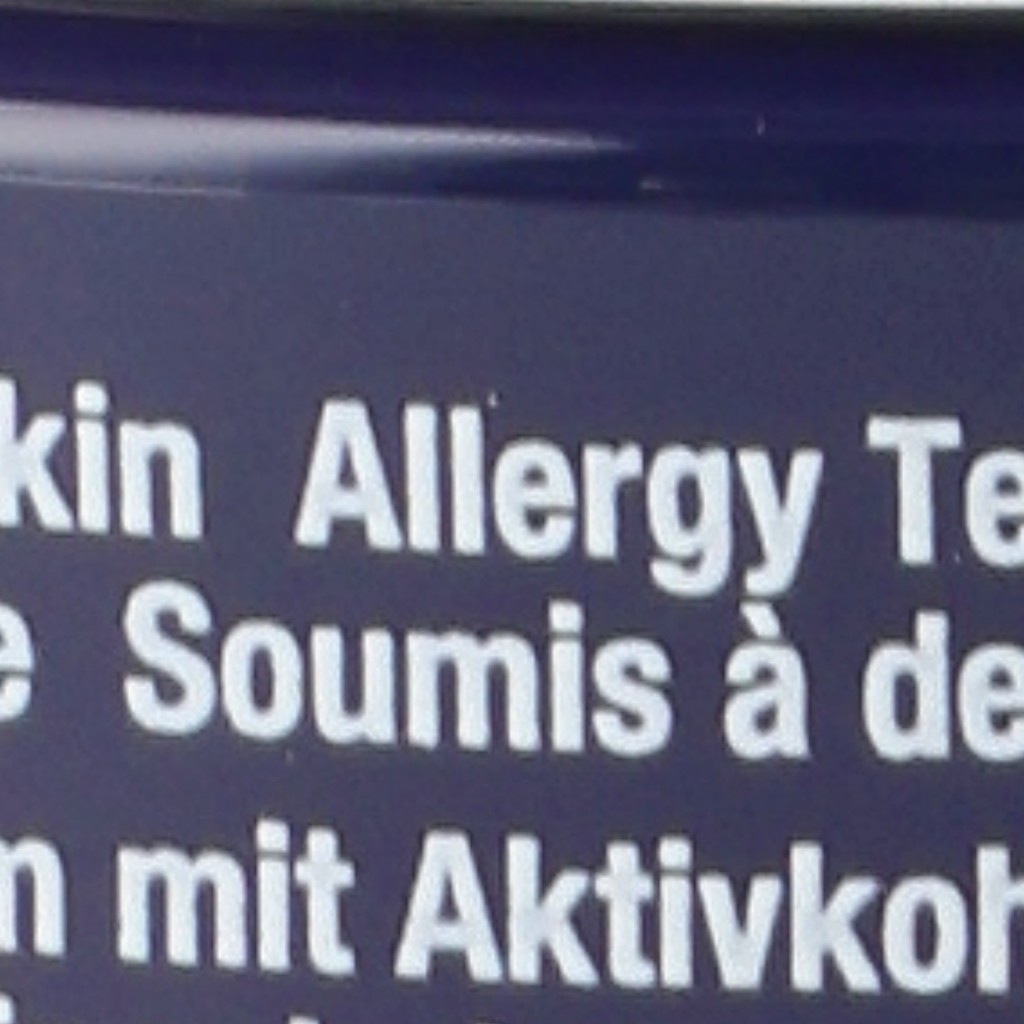 kin Allergy Te
e Soumis à de
m mit Aktivkoh